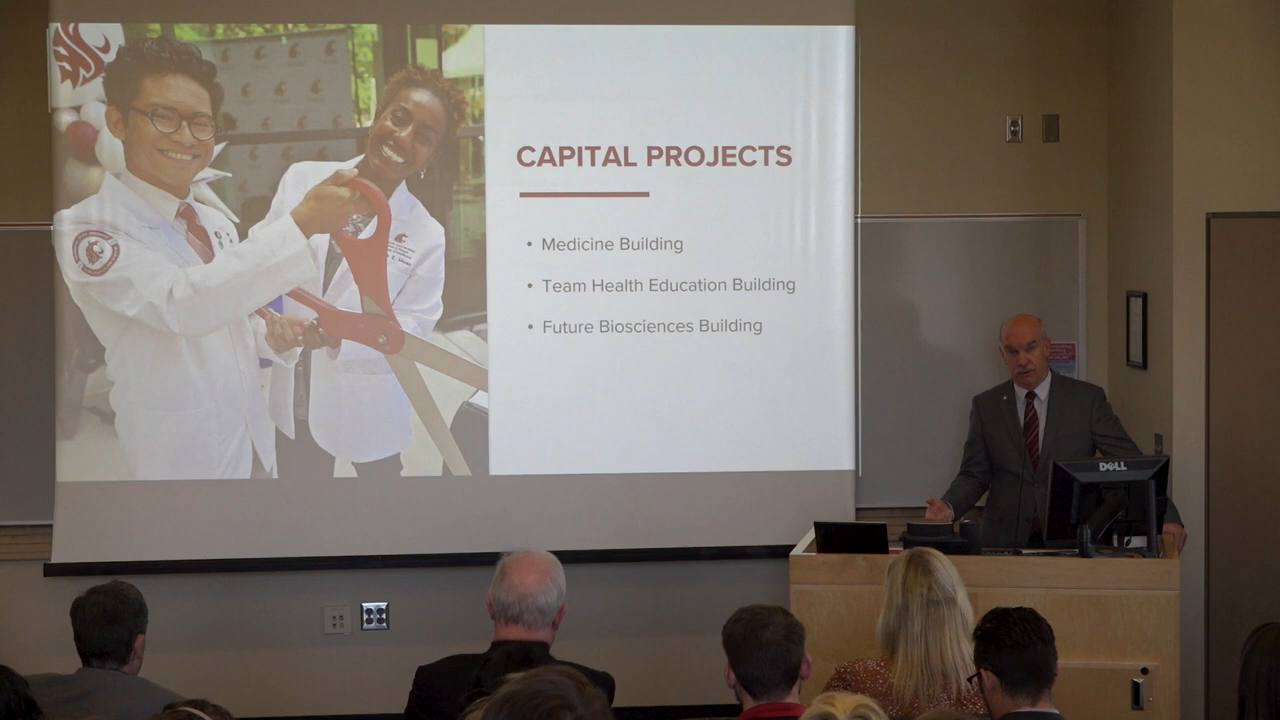 CAPITAL PROJECTS
• Medicine Building
• Team Health Education Building
• Future Biosciences Building
DELL